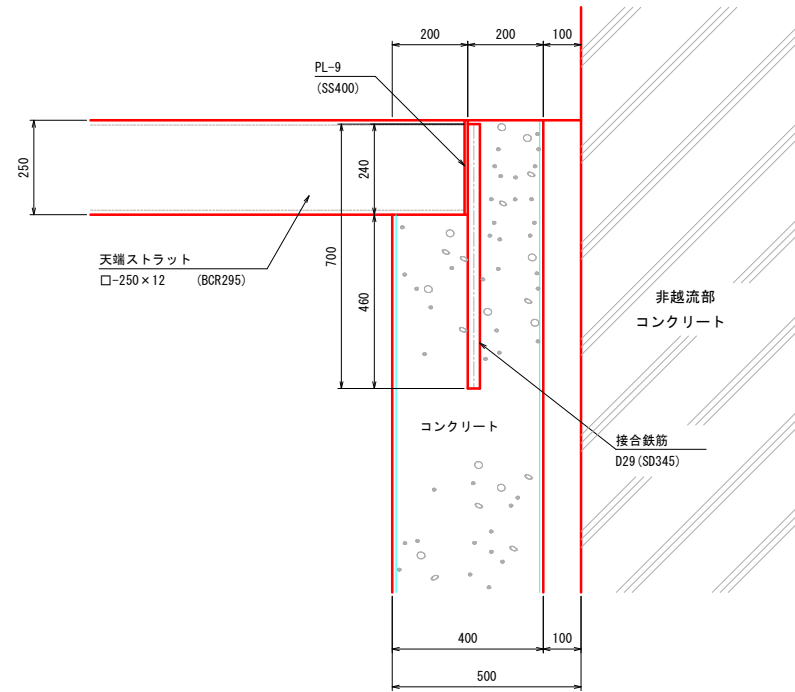 200
200
100
PL-9
(SS400)
250
240
700
天端ストラット
□-250×12 (BCR295)
460
非越流部
コンクリート
コンクリート
接合鉄筋
D29(SD345)
400
100
500